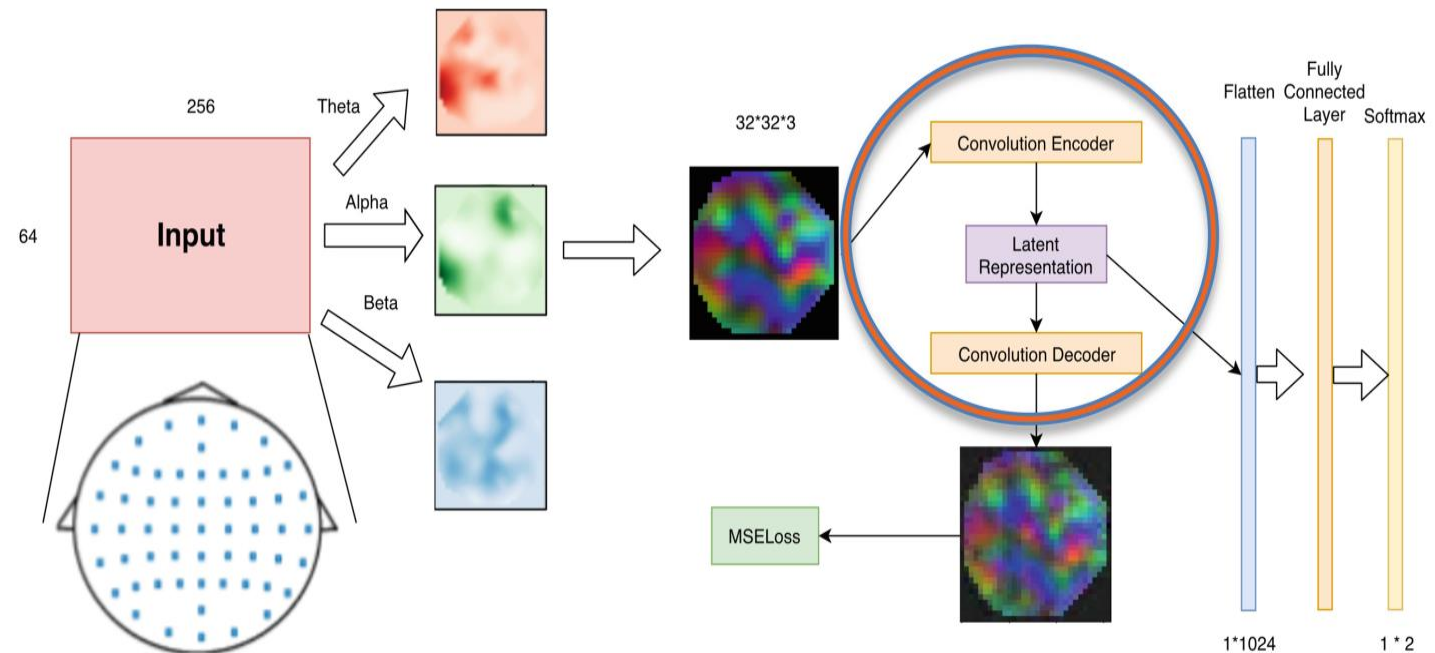 256
64
Input
Theta
Alpha
Beta
32*32*3
Convolution Encoder
Latent
Representation
Convolution Decoder
MSELoss
Flatten
Fully
Connected
Layer
Softmax
1*1024
1 * 2